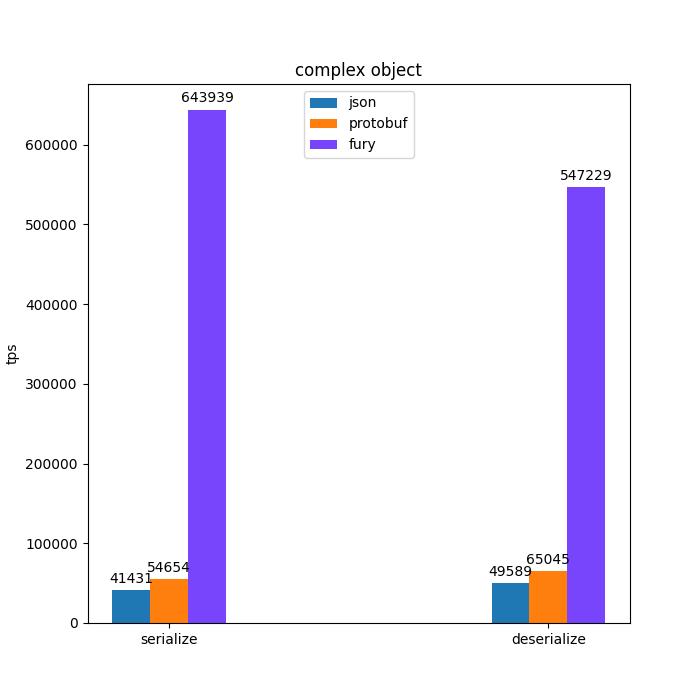 complex object
643939
json
protobuf
fury
600000
547229
500000
400000
tps
300000
200000
100000
65045
54654
49589
41431
0
serialize
deserialize